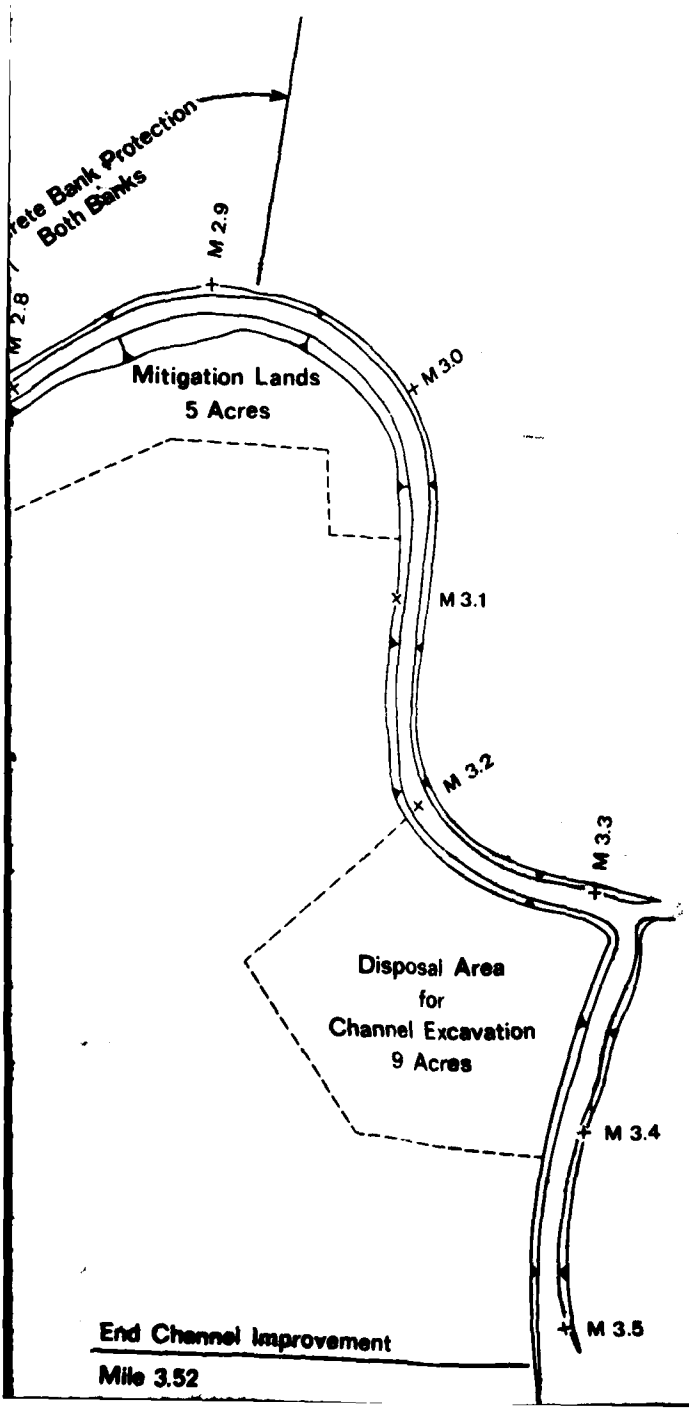 rete Bank Protection
Both Banks
M 2.8
M 2.9
M 3.0
Mitigation Lands
5 Acres
M 3.1
M 3.2
M 3.3
Disposal Area
for
Channel Excavation
9 Acres
M 3.4
M 3.5
End Channel Improvement
Mile 3.52